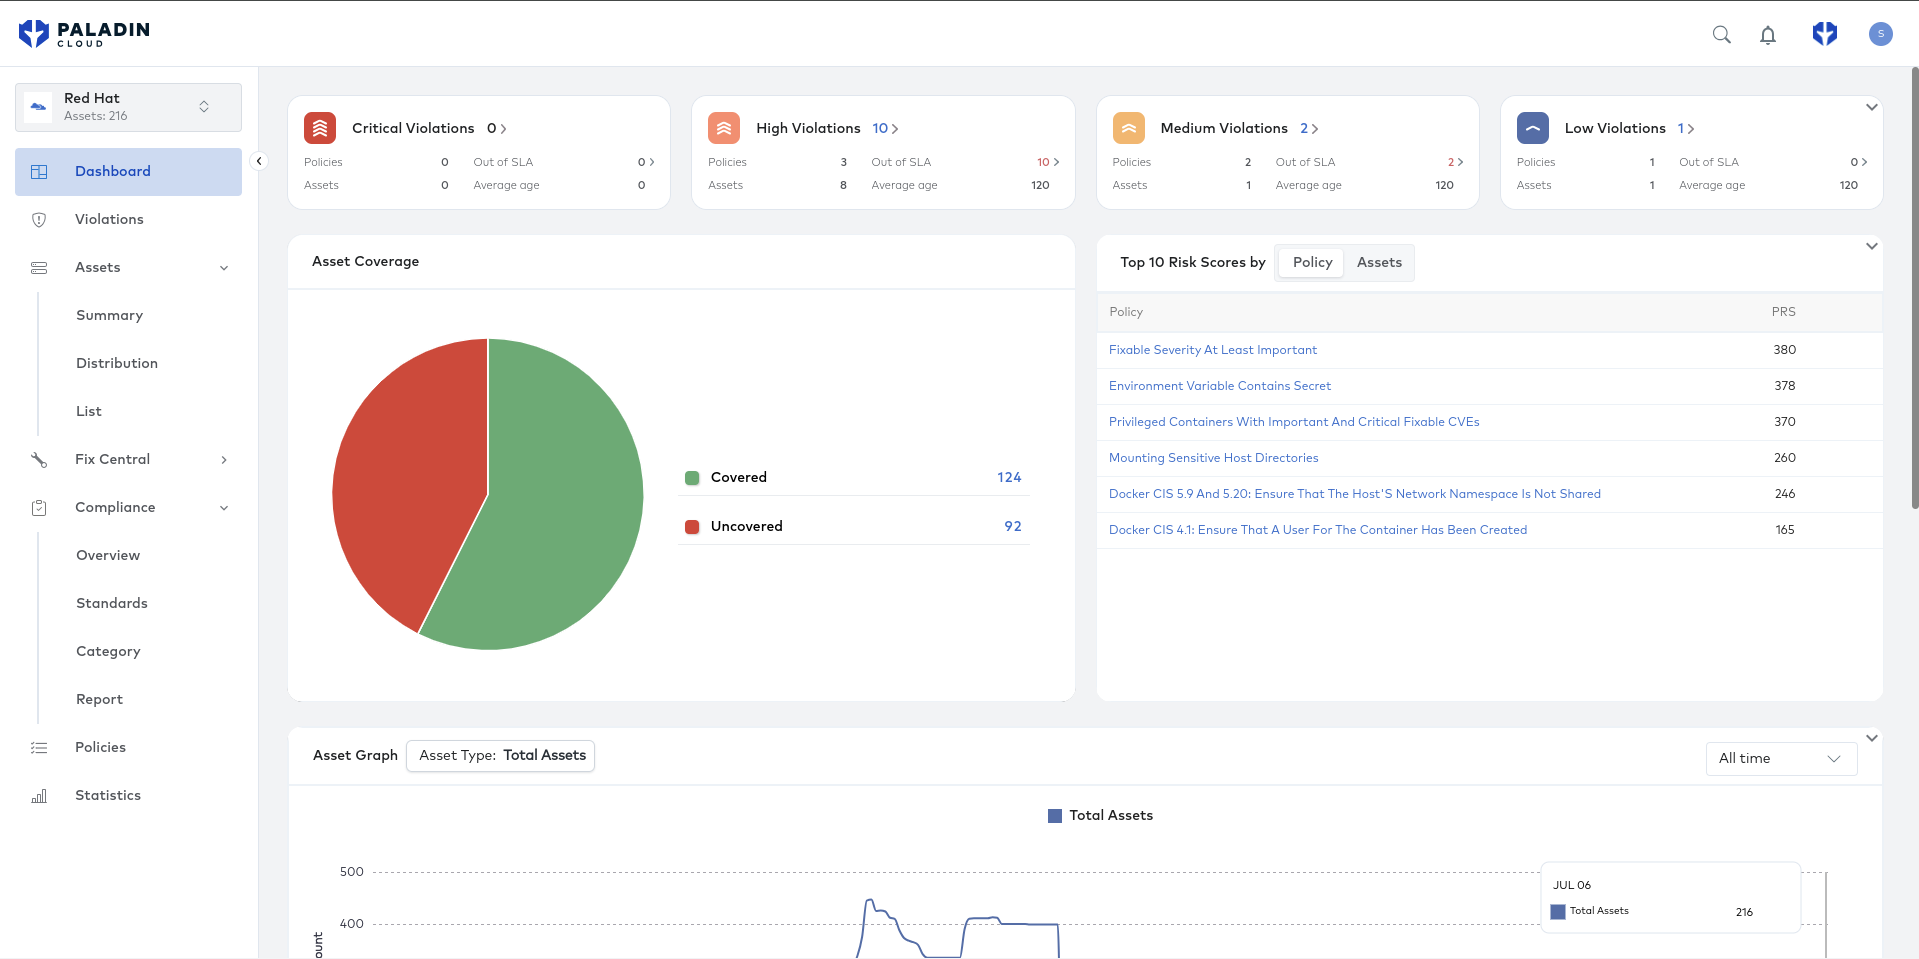 PALADIN
CLOUD
S
Red Hat
Assets: 216
Dashboard
Violations
Assets
Summary
Distribution
List
Fix Central
Compliance
Overview
Standards
Category
Report
Policies
Statistics
Critical Violations 0
Policies 0 Out of SLA 0
Assets 0 Average age 0
High Violations 10
Policies 3 Out of SLA 10
Assets 8 Average age 120
Medium Violations 2
Policies 2 Out of SLA 2
Assets 1 Average age 120
Low Violations 1
Policies 1 Out of SLA 0
Assets 1 Average age 120
Asset Coverage
Covered 124
Uncovered 92
Top 10 Risk Scores by Policy Assets
Policy PRS
Fixable Severity At Least Important 380
Environment Variable Contains Secret 378
Privileged Containers With Important And Critical Fixable CVEs 370
Mounting Sensitive Host Directories 260
Docker CIS 5.9 And 5.20: Ensure That The Host'S Network Namespace Is Not Shared 246
Docker CIS 4.1: Ensure That A User For The Container Has Been Created 165
Asset Graph Asset Type: Total Assets
All time
Total Assets
500
400
ount
JUL 06
Total Assets 216